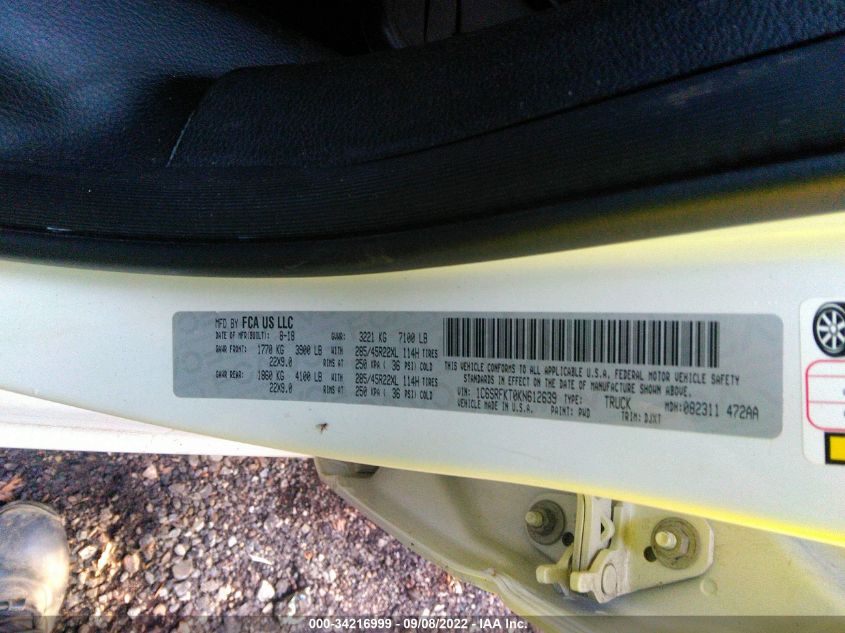 MFD BY FCA US LLC
DATE OF MFR(BUILT): 8-18 GVWR: 3221 KG 7100 LB
GAWR FRONT: 1770 KG 3900 LB WITH 285/45R22XL 114H TIRES
22X9.0 RIMS AT 250 KPA ( 36 PSI) COLD
GAWR REAR: 1860 KG 4100 LB WITH 285/45R22XL 114H TIRES
22X9.0 RIMS AT 250 KPA ( 36 PSI) COLD
THIS VEHICLE CONFORMS TO ALL APPLICABLE U.S.A. FEDERAL MOTOR VEHICLE SAFETY
STANDARDS IN EFFECT ON THE DATE OF MANUFACTURE SHOWN ABOVE.
VIN: 1C6SRFKT0KN612639 TYPE: TRUCK MDH: 082311 472AA
VEHICLE MADE IN U.S.A. PAINT: PWD TRIM: DJXT
000-34216999 - 09/08/2022 - IAA Inc.